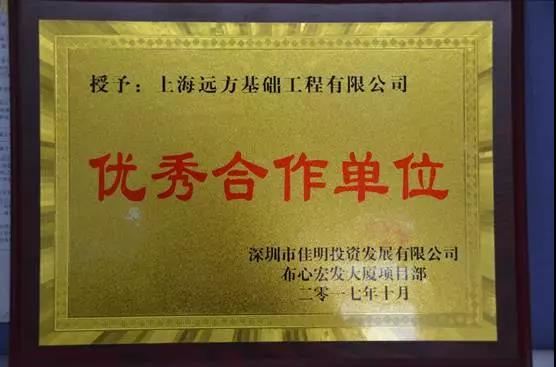 授予：上海远方基础工程有限公司
优秀合作单位
深圳市佳明投资发展有限公司
布心宏发大厦项目部
二零一七年十月